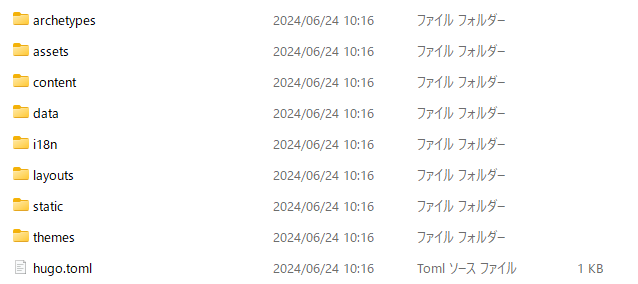 archetypes 2024/06/24 10:16 ファイル フォルダー
assets 2024/06/24 10:16 ファイル フォルダー
content 2024/06/24 10:16 ファイル フォルダー
data 2024/06/24 10:16 ファイル フォルダー
i18n 2024/06/24 10:16 ファイル フォルダー
layouts 2024/06/24 10:16 ファイル フォルダー
static 2024/06/24 10:16 ファイル フォルダー
themes 2024/06/24 10:16 ファイル フォルダー
hugo.toml 2024/06/24 10:16 Toml ソース ファイル 1 KB